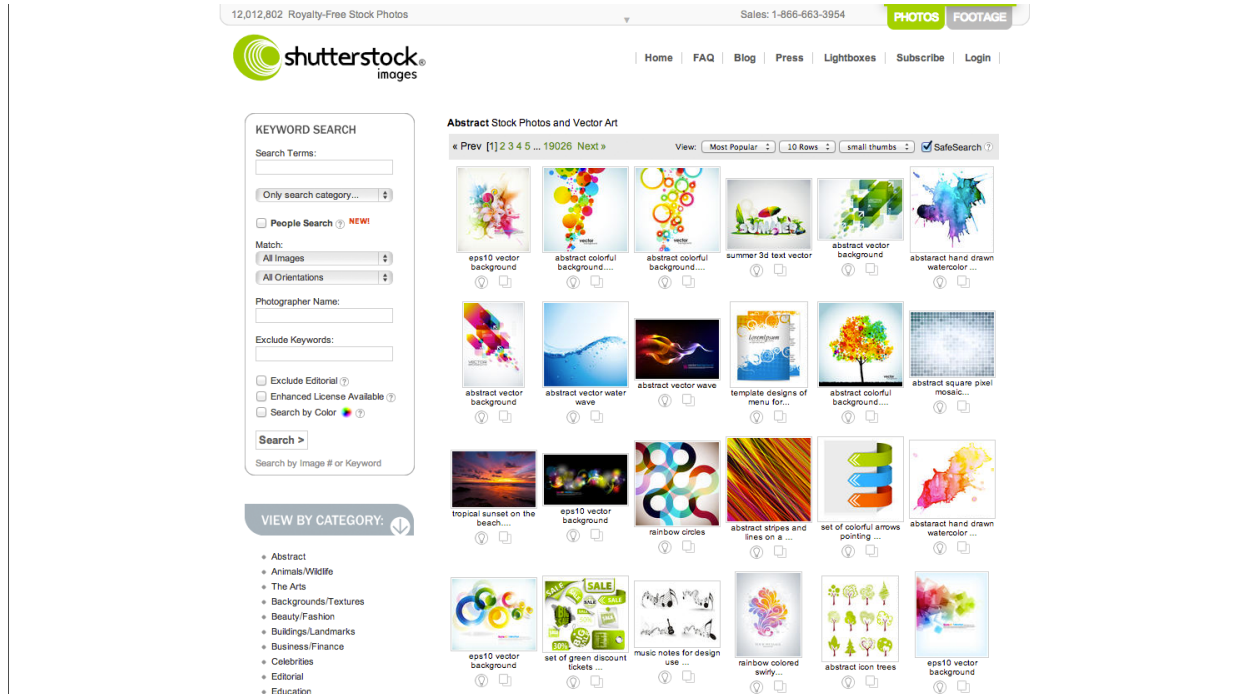 12,012,802 Royalty-Free Stock Photos
Sales: 1-866-663-3954
PHOTOS
FOOTAGE
shutterstock®
images
Home
FAQ
Blog
Press
Lightboxes
Subscribe
Login
KEYWORD SEARCH
Search Terms:
Only search category...
People Search ? NEW!
Match:
All Images
All Orientations
Photographer Name:
Exclude Keywords:
Exclude Editorial ?
Enhanced License Available ?
Search by Color ?
Search >
Search by Image # or Keyword
VIEW BY CATEGORY:
Abstract
Animals/Wildlife
The Arts
Backgrounds/Textures
Beauty/Fashion
Buildings/Landmarks
Business/Finance
Celebrities
Editorial
Education
Abstract Stock Photos and Vector Art
« Prev [1] 2 3 4 5 ... 19026 Next »
View: Most Popular 10 Rows small thumbs SafeSearch ?
eps10 vector
background
abstract colorful
background....
abstract colorful
background....
SUMMER
summer 3d text vector
abstract vector
background
abstaract hand drawn
watercolor ...
abstract vector
background
abstract vector water
wave
abstract vector wave
Loremipsum
template designs of
menu for...
abstract colorful
background....
abstract square pixel
mosaic...
tropical sunset on the
beach....
eps10 vector
background
rainbow circles
abstract stripes and
lines on a ...
set of colorful arrows
pointing ...
abstaract hand drawn
watercolor ...
eps10 vector
background
SALE
SALE
SALE
set of green discount
tickets ...
music notes for design
use ...
rainbow colored
swirly...
abstract icon trees
eps10 vector
background